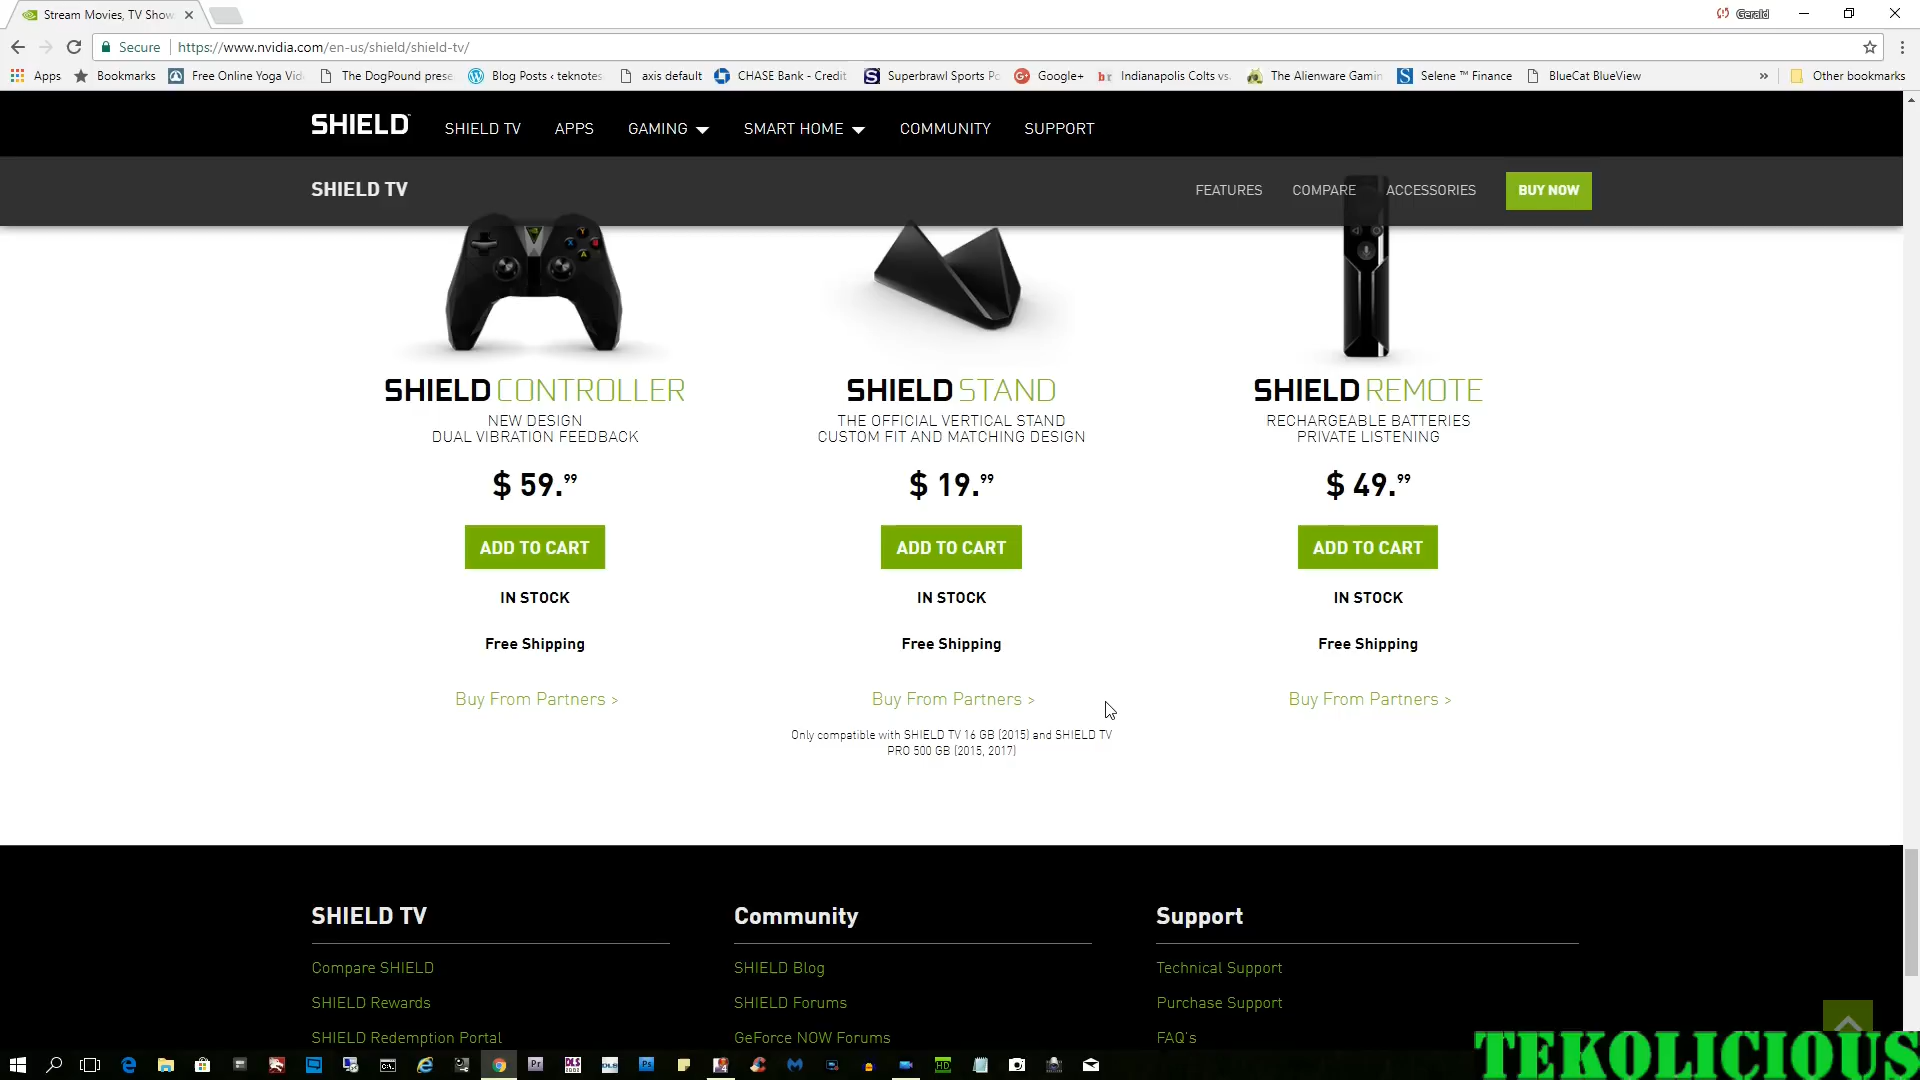 Stream Movies, TV Show
Gerald
Secure
https://www.nvidia.com/en-us/shield/shield-tv/
Apps
Bookmarks
Free Online Yoga Vid
The DogPound prese
Blog Posts ‹ teknotes
axis default
CHASE Bank - Credit
Superbrawl Sports Po
Google+
Indianapolis Colts vs
The Alienware Gamin
Selene ™ Finance
BlueCat BlueView
»
Other bookmarks
SHIELD
SHIELD TV
APPS
GAMING
SMART HOME
COMMUNITY
SUPPORT
SHIELD TV
FEATURES
COMPARE
ACCESSORIES
BUY NOW
SHIELD CONTROLLER
NEW DESIGN
DUAL VIBRATION FEEDBACK
$ 59.99
ADD TO CART
IN STOCK
Free Shipping
Buy From Partners >
SHIELD STAND
THE OFFICIAL VERTICAL STAND
CUSTOM FIT AND MATCHING DESIGN
$ 19.99
ADD TO CART
IN STOCK
Free Shipping
Buy From Partners >
Only compatible with SHIELD TV 16 GB (2015) and SHIELD TV
PRO 500 GB (2015, 2017)
SHIELD REMOTE
RECHARGEABLE BATTERIES
PRIVATE LISTENING
$ 49.99
ADD TO CART
IN STOCK
Free Shipping
Buy From Partners >
SHIELD TV
Compare SHIELD
SHIELD Rewards
SHIELD Redemption Portal
Community
SHIELD Blog
SHIELD Forums
GeForce NOW Forums
Support
Technical Support
Purchase Support
FAQ's
TEKOLICIOUS